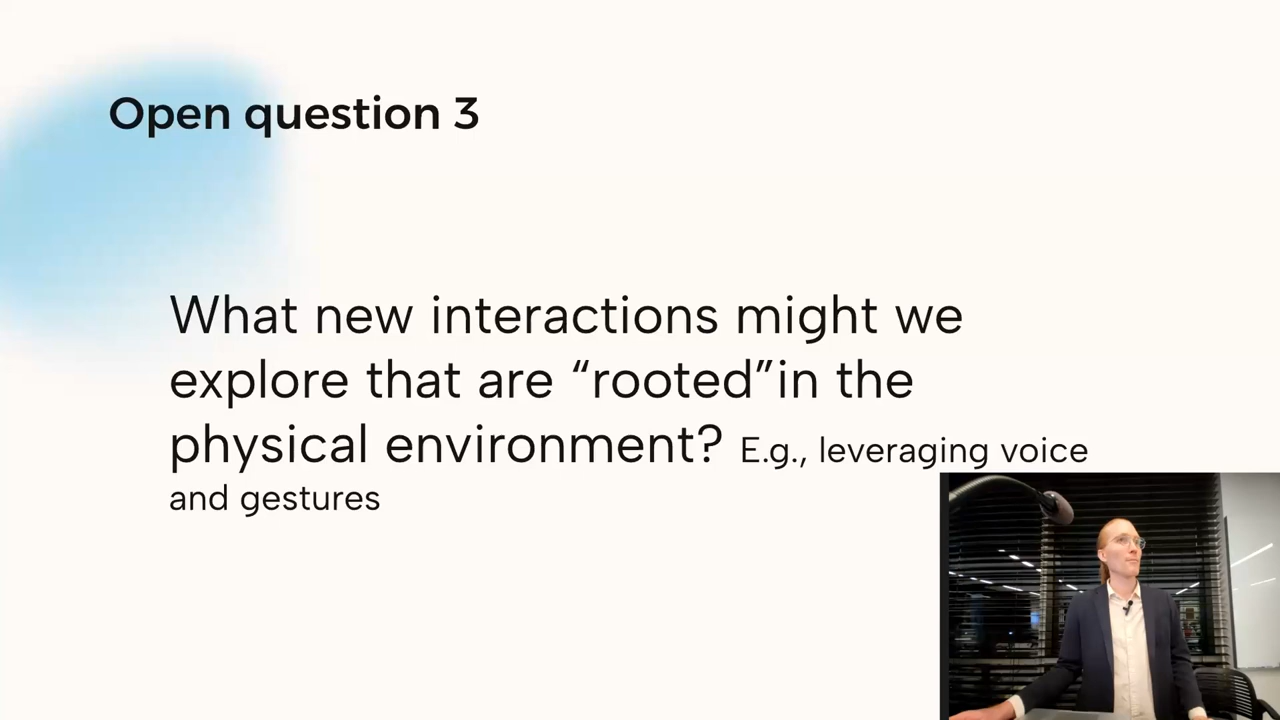 Open question 3
What new interactions might we
explore that are “rooted”in the
physical environment? E.g., leveraging voice
and gestures